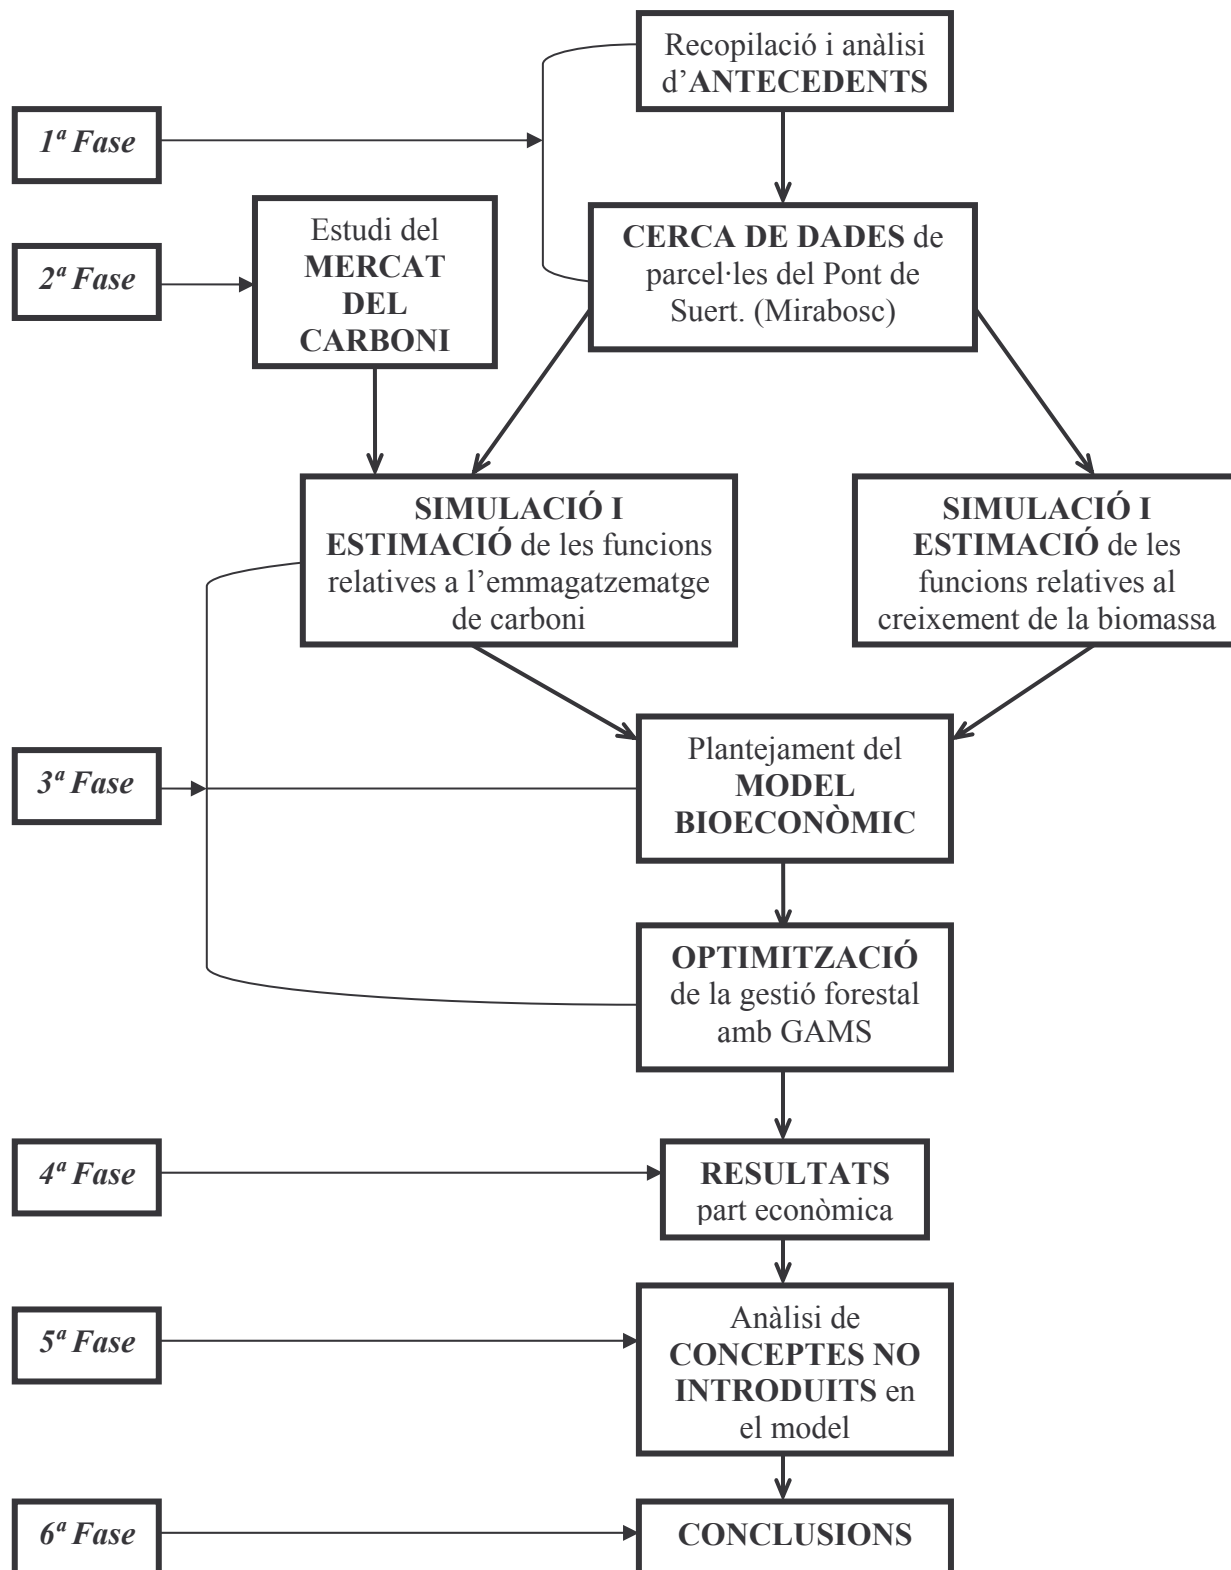 Recopilació i anàlisi
d’ANTECEDENTS
1ª Fase
2ª Fase
Estudi del
MERCAT
DEL
CARBONI
CERCA DE DADES de
parcel·les del Pont de
Suert. (Mirabosc)
SIMULACIÓ I
ESTIMACIÓ de les funcions
relatives a l’emmagatzematge
de carboni
SIMULACIÓ I
ESTIMACIÓ de les
funcions relatives al
creixement de la biomassa
3ª Fase
Plantejament del
MODEL
BIOECONÒMIC
OPTIMITZACIÓ
de la gestió forestal
amb GAMS
4ª Fase
RESULTATS
part econòmica
5ª Fase
Anàlisi de
CONCEPTES NO
INTRODUITS en
el model
6ª Fase
CONCLUSIONS